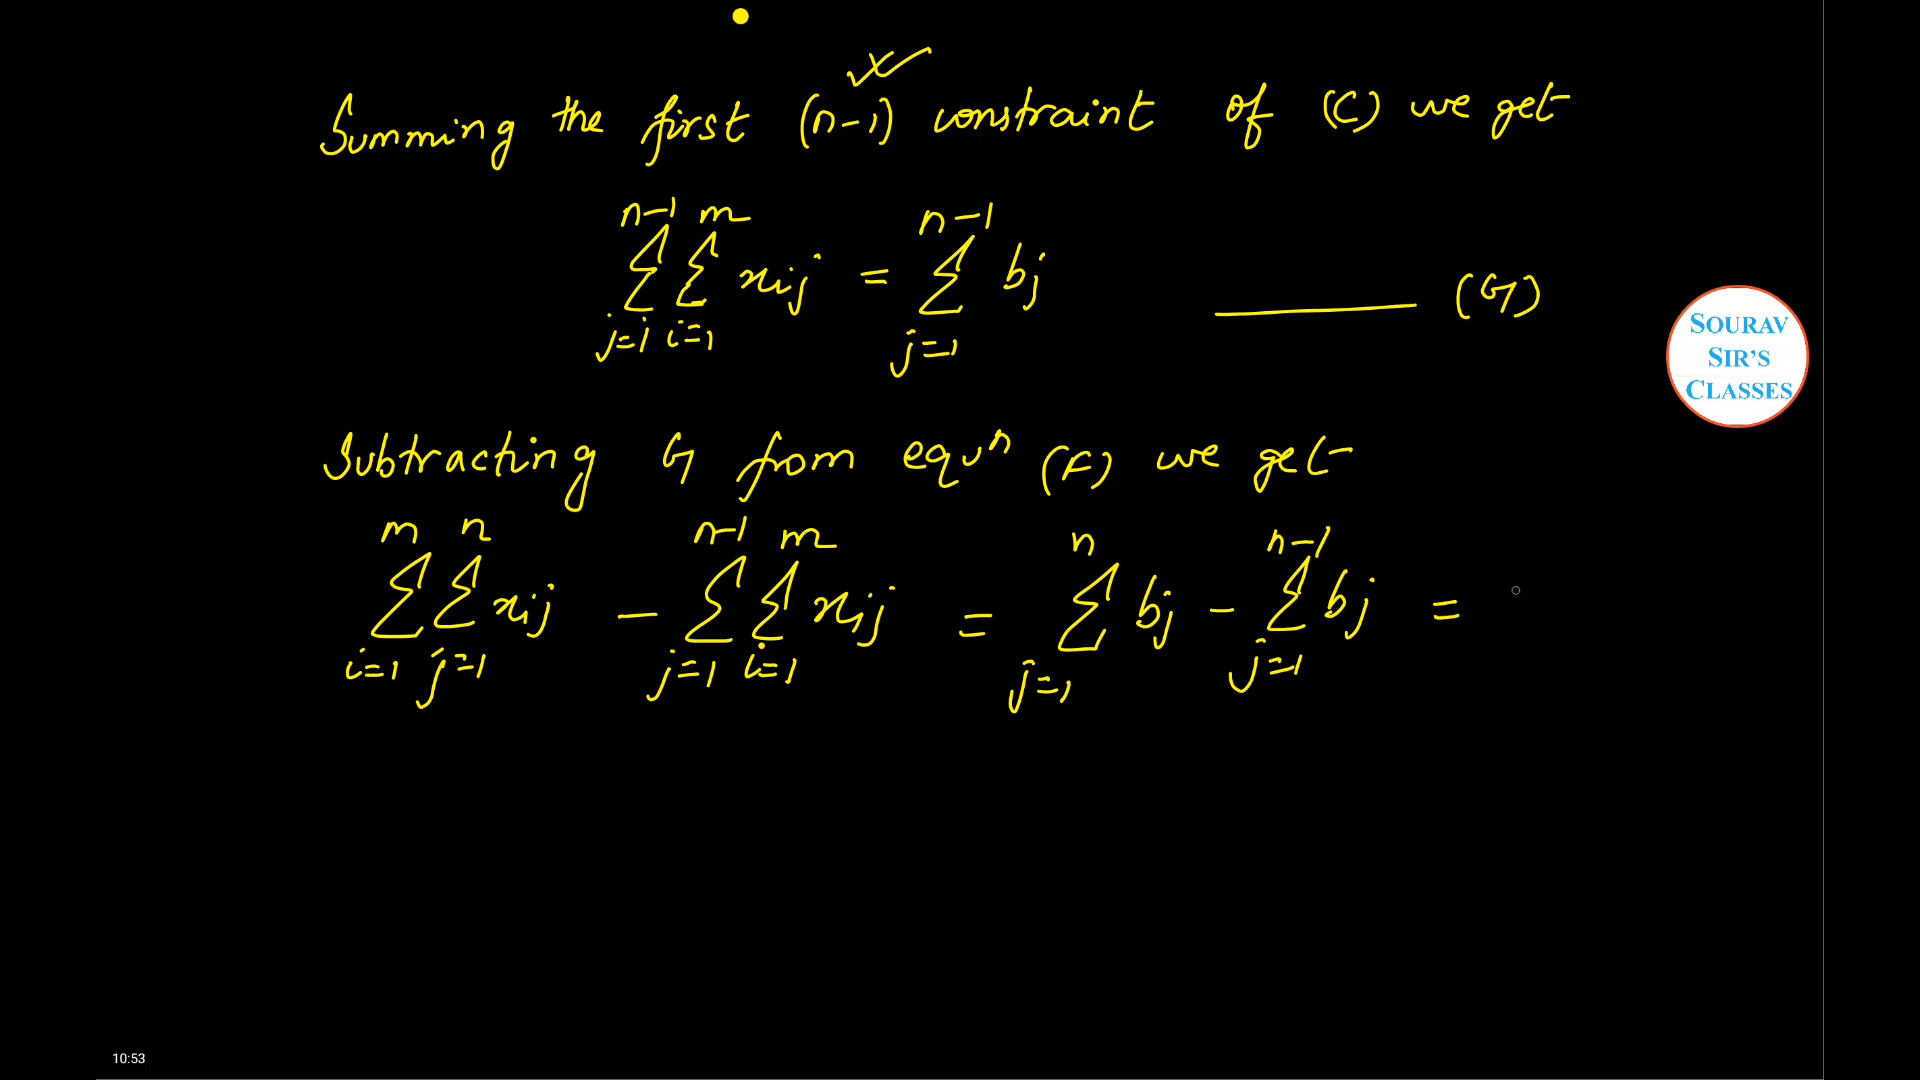 Summing the first (n-1) constraint of (C) we get
n-1 m n-1
∑ ∑ xij = ∑ bj (G)
j=1 i=1 j=1
SOURAV
SIR'S
CLASSES
Subtracting G from equⁿ (F) we get
m n n-1 m n n-1
∑ ∑ xij - ∑ ∑ xij = ∑ bj - ∑ bj =
i=1 j=1 j=1 i=1 j=1 j=1
10:53